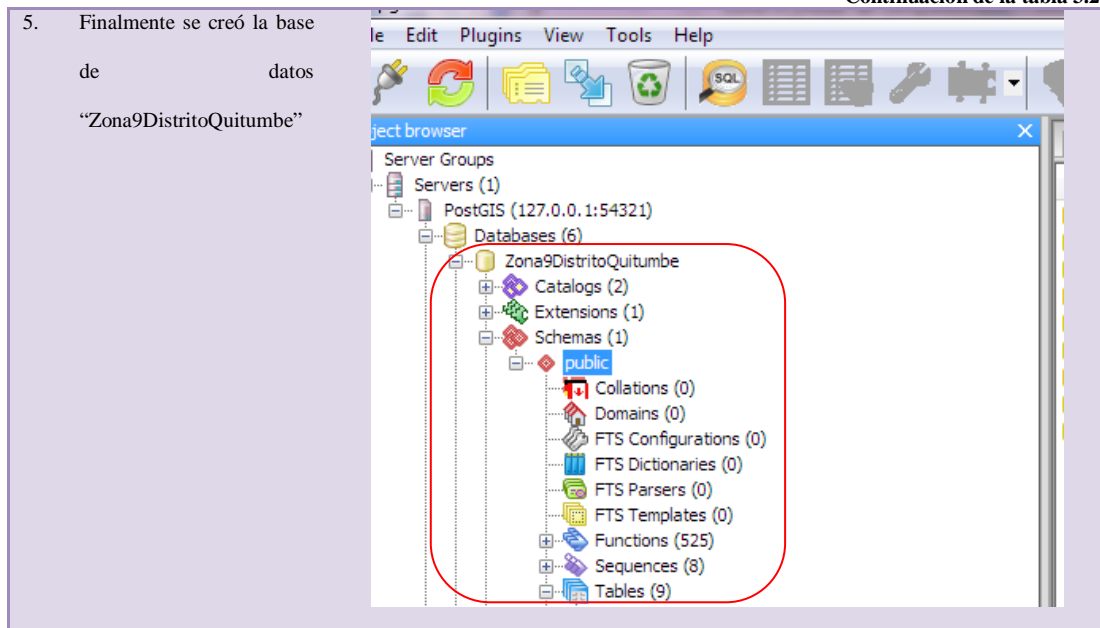 Continuación de la tabla 5.2
5. Finalmente se creó la base
de datos
“Zona9DistritoQuitumbe”
le Edit Plugins View Tools Help
SQL
ject browser
Server Groups
Servers (1)
PostGIS (127.0.0.1:54321)
Databases (6)
Zona9DistritoQuitumbe
Catalogs (2)
Extensions (1)
Schemas (1)
public
Collations (0)
Domains (0)
FTS Configurations (0)
FTS Dictionaries (0)
FTS Parsers (0)
FTS Templates (0)
Functions (525)
Sequences (8)
Tables (9)